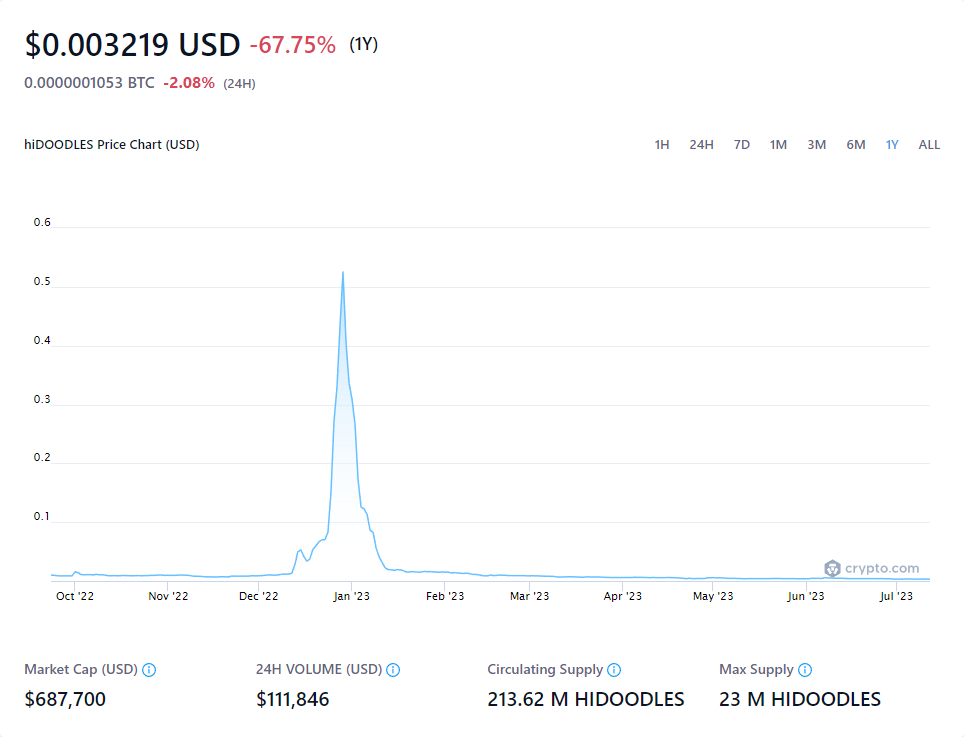 $0.003219 USD -67.75% (1Y)
0.0000001053 BTC -2.08% (24H)
hiDOODLES Price Chart (USD) 1H 24H 7D 1M 3M 6M 1Y ALL
0.6
0.5
0.4
0.3
0.2
0.1
crypto.com
Oct '22 Nov '22 Dec '22 Jan '23 Feb '23 Mar '23 Apr '23 May '23 Jun '23 Jul '23
Market Cap (USD) 24H VOLUME (USD) Circulating Supply Max Supply
$687,700 $111,846 213.62 M HIDOODLES 23 M HIDOODLES